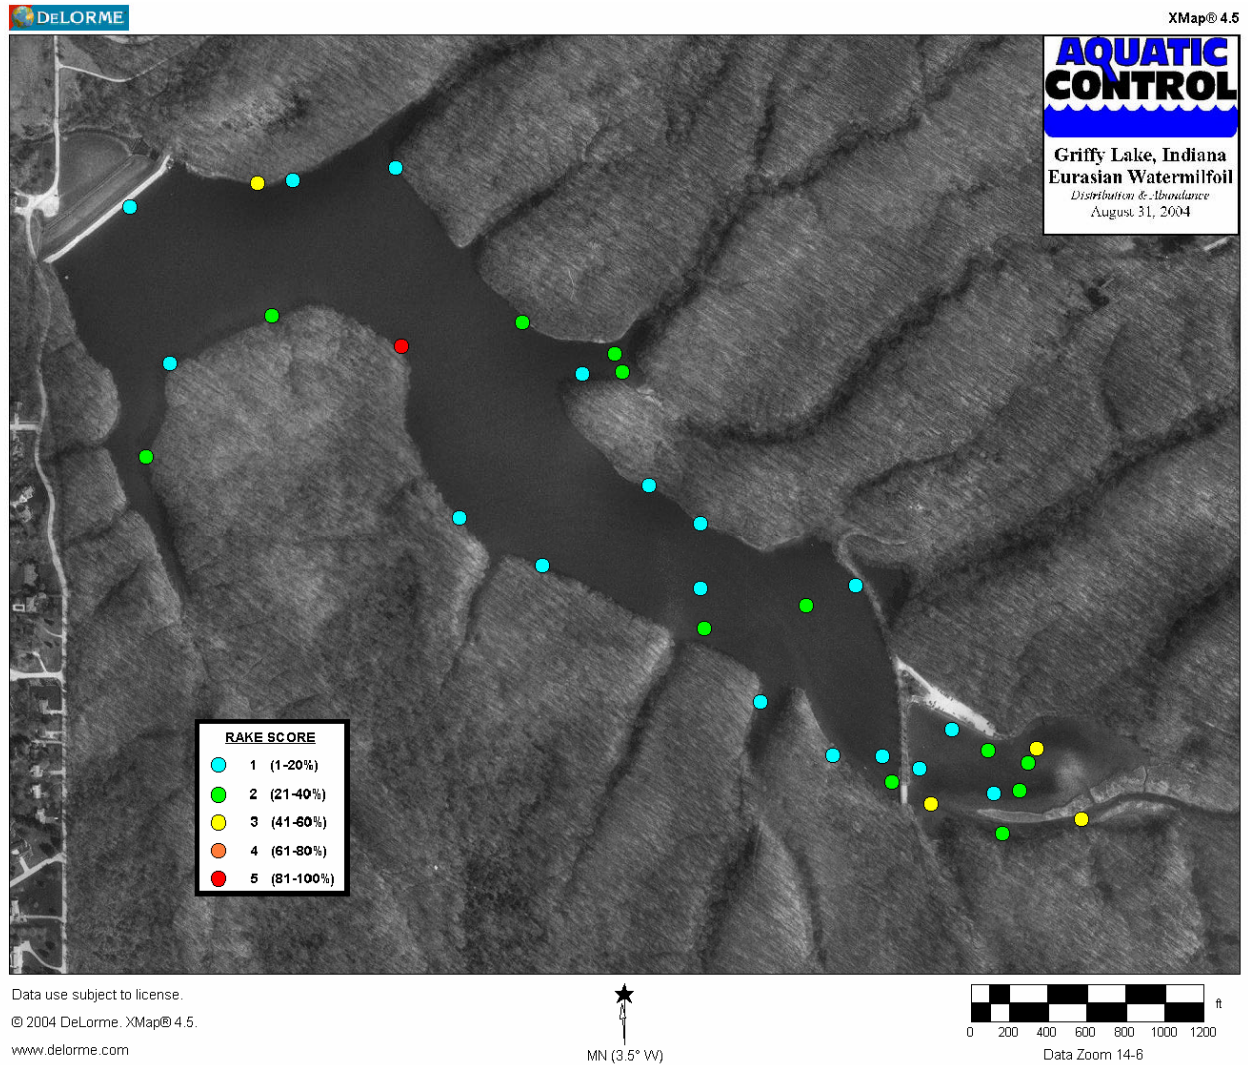 DELORME
XMap® 4.5
AQUATIC
CONTROL
Griffy Lake, Indiana
Eurasian Watermilfoil
Distribution & Abundance
August 31, 2004
RAKE SCORE
1 (1-20%)
2 (21-40%)
3 (41-60%)
4 (61-80%)
5 (81-100%)
Data use subject to license.
© 2004 DeLorme. XMap® 4.5.
www.delorme.com
MN (3.5° W)
ft
0 200 400 600 800 1000 1200
Data Zoom 14-6